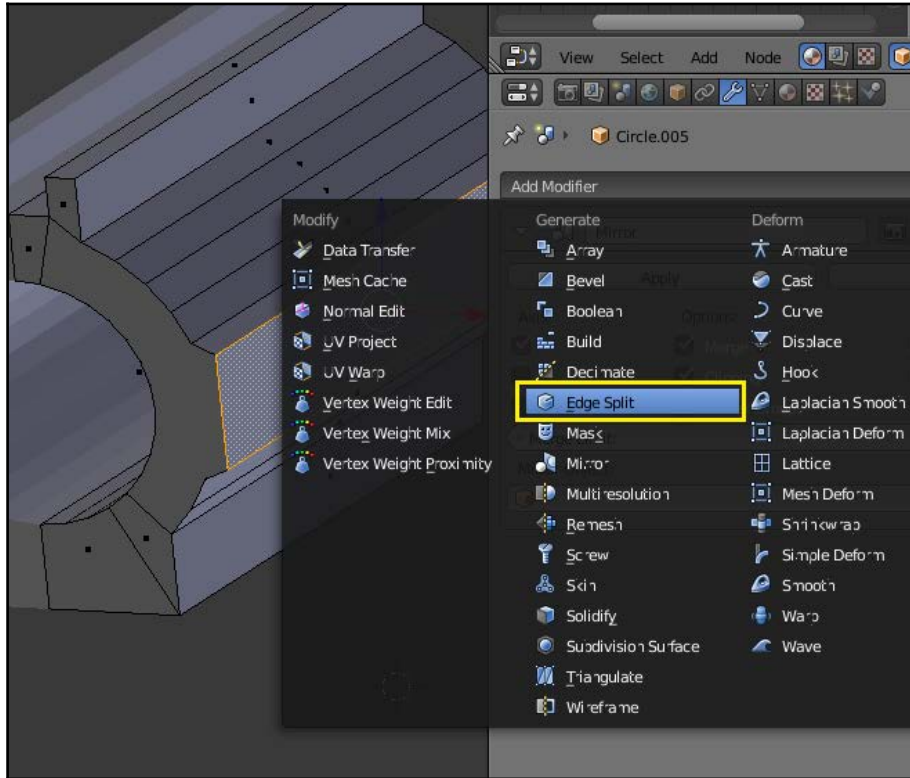 View Select Add Node
Circle.005
Add Modifier
Modify
Data Transfer
Mesh Cache
Normal Edit
UV Project
UV Warp
Vertex Weight Edit
Vertex Weight Mix
Vertex Weight Proximity
Generate
Array
Bevel
Boolean
Build
Decimate
Edge Split
Mask
Mirror
Multiresolution
Remesh
Screw
Skin
Solidify
Subdivision Surface
Triangulate
Wireframe
Deform
Armature
Cast
Curve
Displace
Hook
Laplacian Smooth
Laplacian Deform
Lattice
Mesh Deform
Shrinkwrap
Simple Deform
Smooth
Warp
Wave
Mirror
Apply